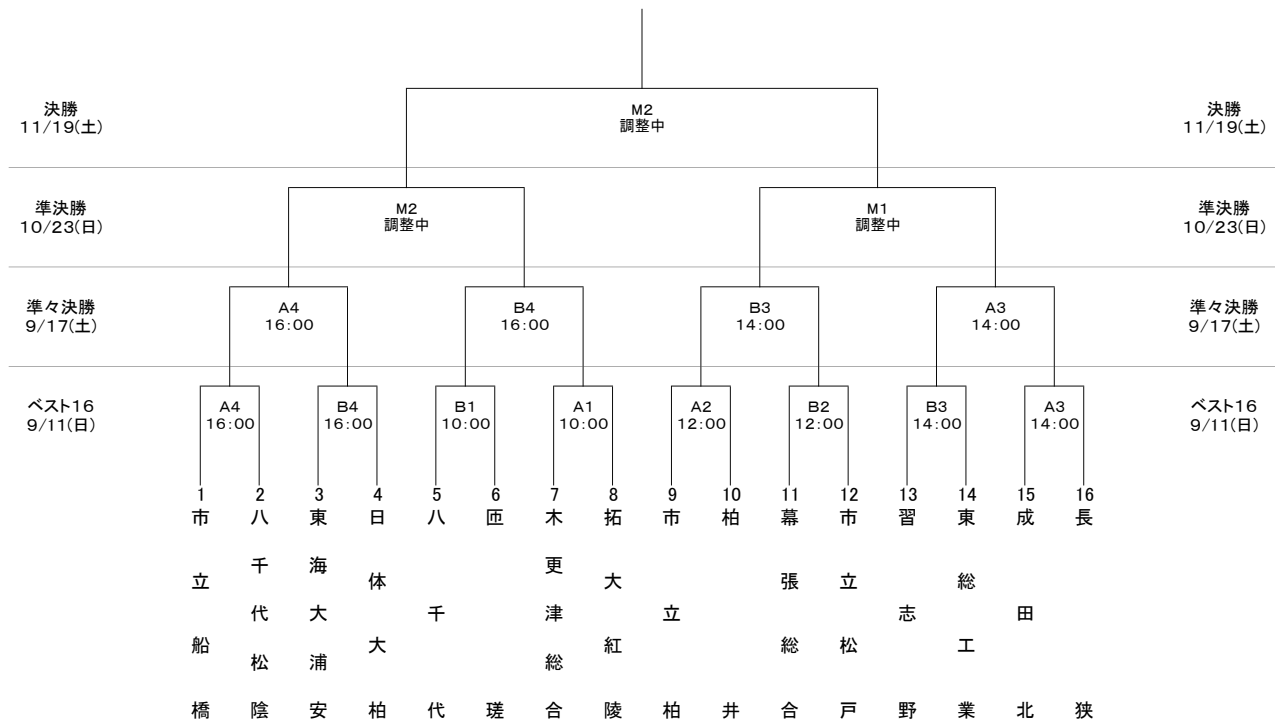 決勝
11/19(土)
M2
調整中
決勝
11/19(土)
準決勝
10/23(日)
M2
調整中
M1
調整中
準決勝
10/23(日)
準々決勝
9/17(土)
A4
16:00
B4
16:00
B3
14:00
A3
14:00
準々決勝
9/17(土)
ベスト16
9/11(日)
A4
16:00
B4
16:00
B1
10:00
A1
10:00
A2
12:00
B2
12:00
B3
14:00
A3
14:00
ベスト16
9/11(日)
1
市立船橋
2
八千代松陰
3
東海大浦安
4
日体大柏
5
八千代
6
匝瑳
7
木更津総合
8
拓大紅陵
9
市立柏
10
柏井
11
幕張総合
12
市立松戸
13
習志野
14
東総工業
15
成田北
16
長狭